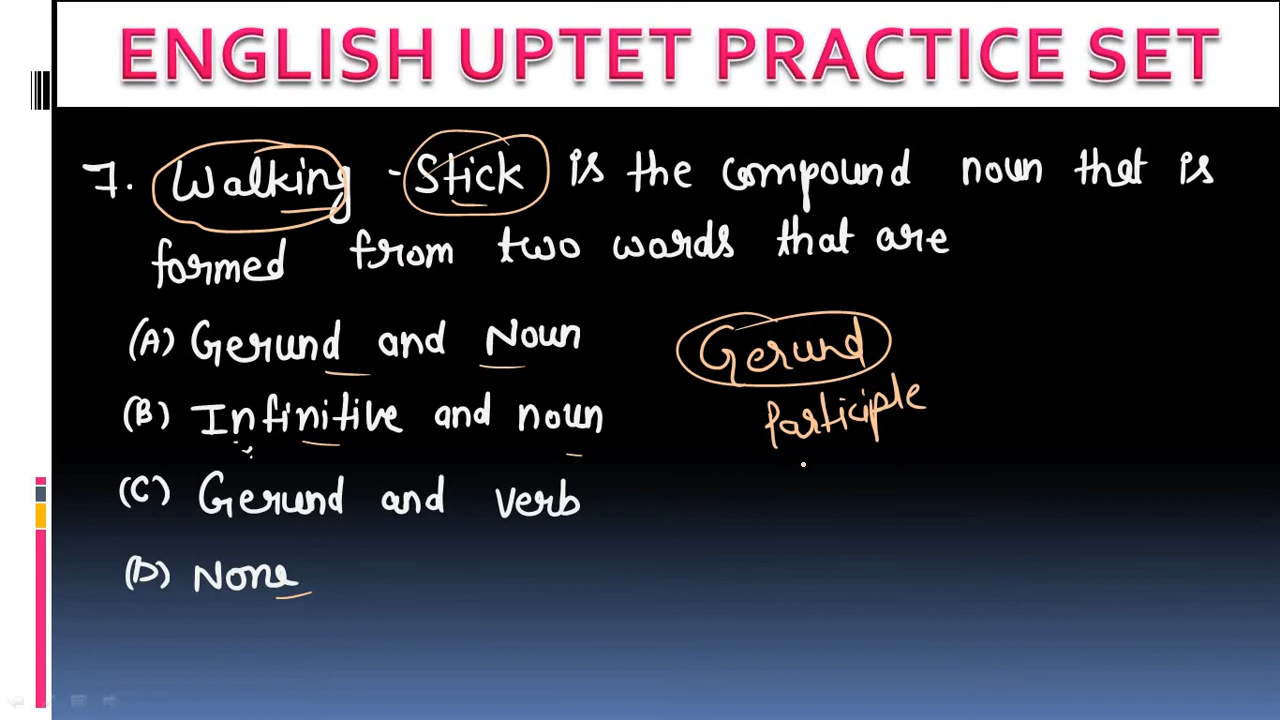 ENGLISH UPTET PRACTICE SET
7. Walking - Stick is the compound noun that is
formed from two words that are
(A) Gerund and Noun
(B) Infinitive and noun
(C) Gerund and verb
(D) None
Gerund
Participle